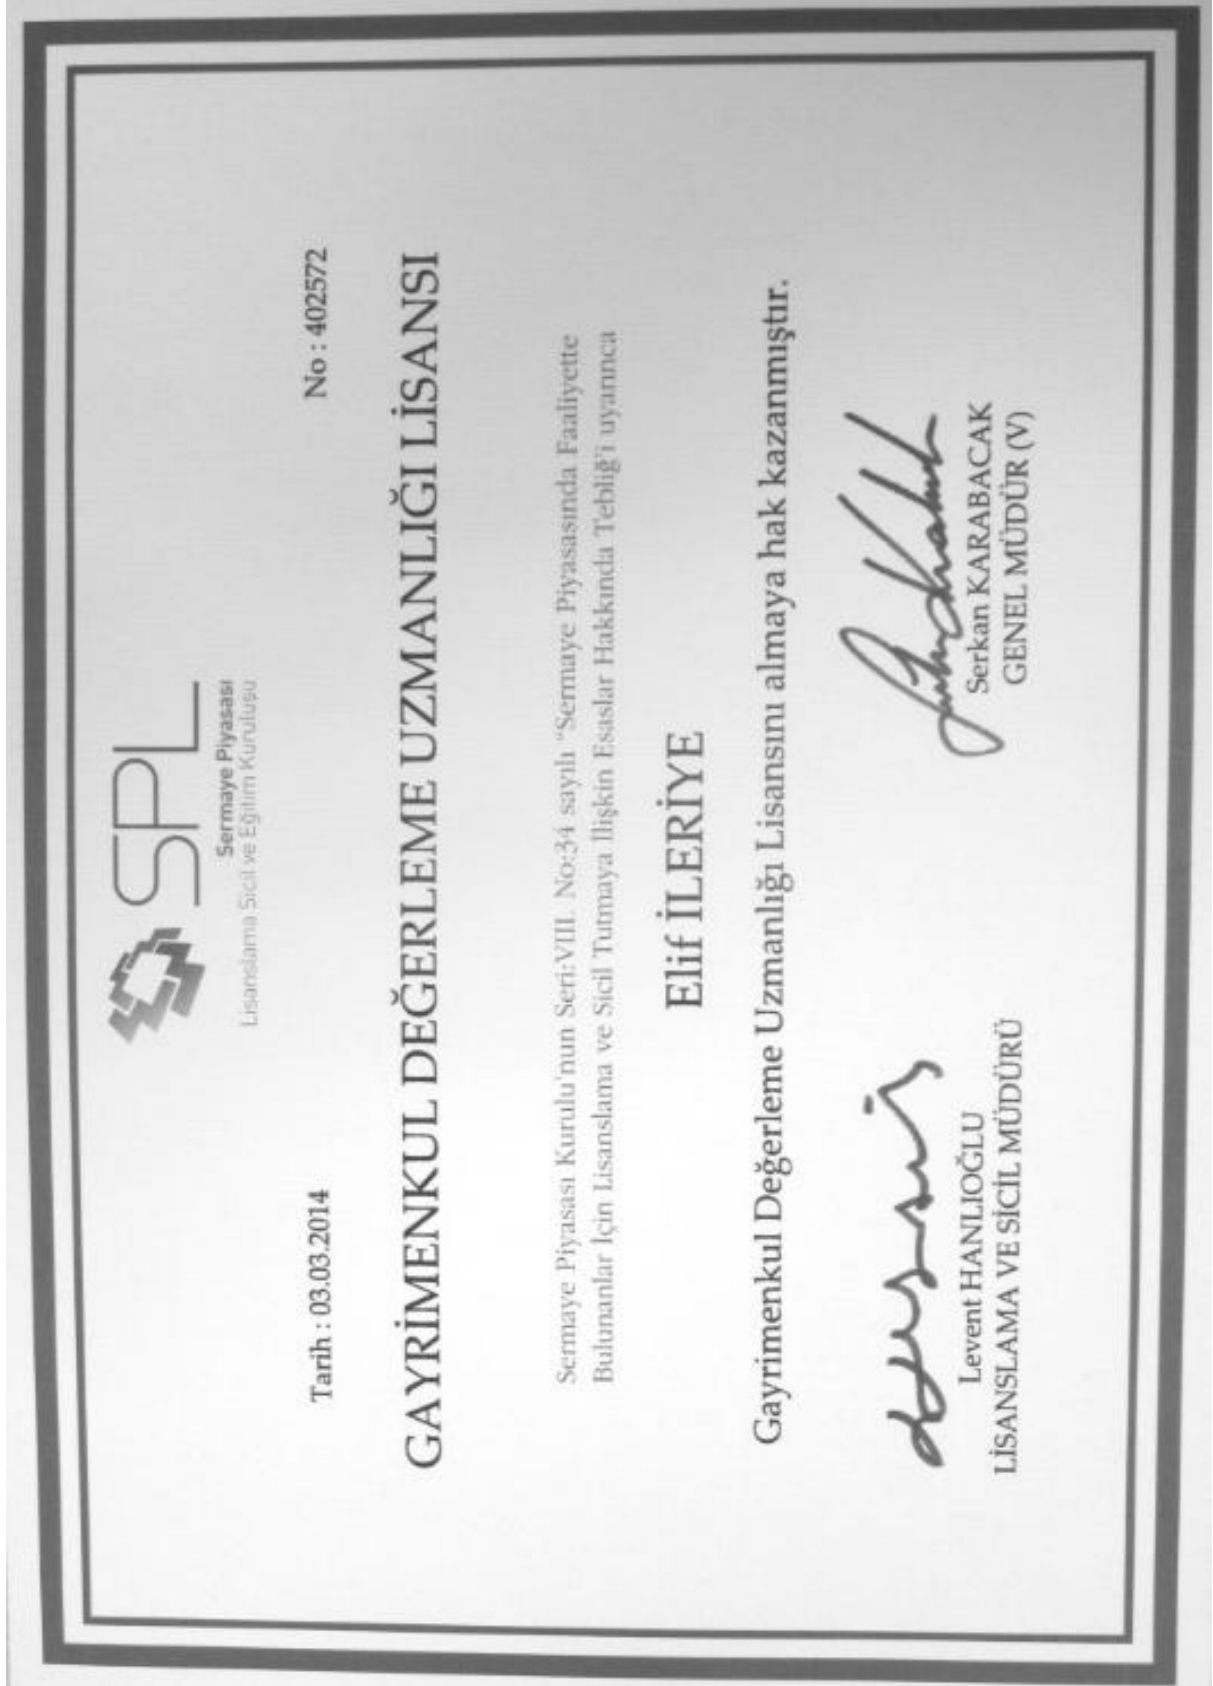 SPL
Sermaye Piyasası
Lisanslama Sicil ve Eğitim Kuruluşu
Tarih : 03.03.2014 No : 402572
GAYRİMENKUL DEĞERLEME UZMANLIĞI LİSANSI
Sermaye Piyasası Kurulu'nun Seri:VIII. No:34 sayılı "Sermaye Piyasasında Faaliyette
Bulunanlar İçin Lisanslama ve Sicil Tutmaya İlişkin Esaslar Hakkında Tebliğ'i uyarınca
Elif İLERİYE
Gayrimenkul Değerleme Uzmanlığı Lisansını almaya hak kazanmıştır.
Levent HANLIOĞLU Serkan KARABACAK
LİSANSLAMA VE SİCİL MÜDÜRÜ GENEL MÜDÜR (V)